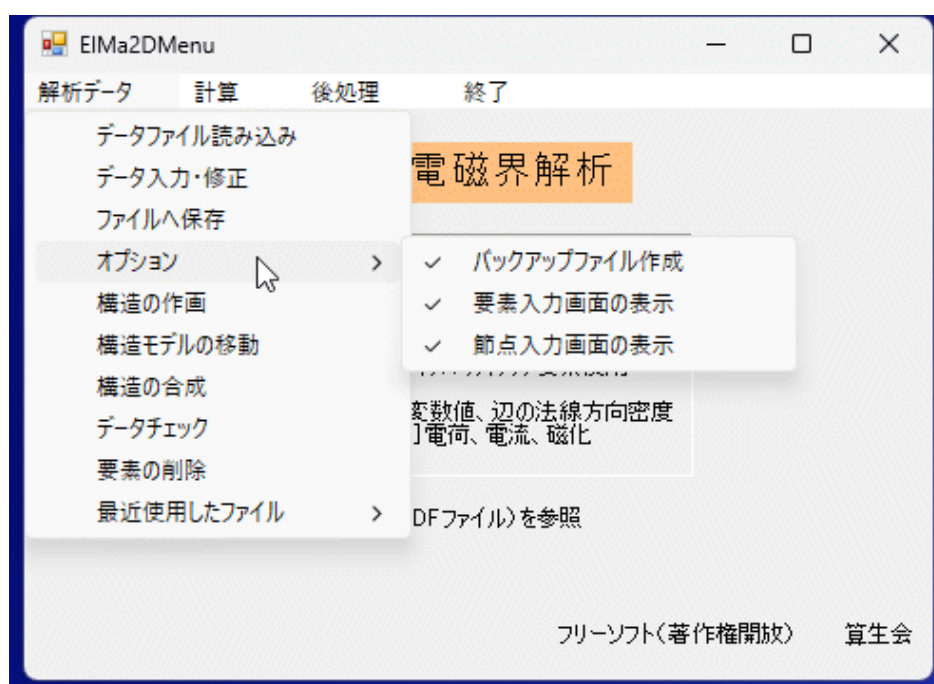 ElMa2DMenu
解析データ 計算 後処理 終了
データファイル読み込み
データ入力・修正
ファイルへ保存
オプション
構造の作画
構造モデルの移動
構造の合成
データチェック
要素の削除
最近使用したファイル
バックアップファイル作成
要素入力画面の表示
節点入力画面の表示
電磁界解析
変数値、辺の法線方向密度
]電荷、電流、磁化
DFファイル)を参照
フリーソフト(著作権開放) 算生会